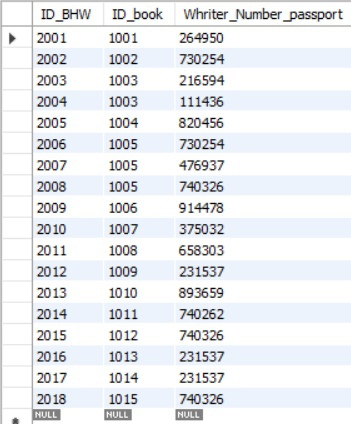 ID_BHW ID_book Whriter_Number_passport
2001 1001 264950
2002 1002 730254
2003 1003 216594
2004 1003 111436
2005 1004 820456
2006 1005 730254
2007 1005 476937
2008 1005 740326
2009 1006 914478
2010 1007 375032
2011 1008 658303
2012 1009 231537
2013 1010 893659
2014 1011 740262
2015 1012 740326
2016 1013 231537
2017 1014 231537
2018 1015 740326
NULL NULL NULL